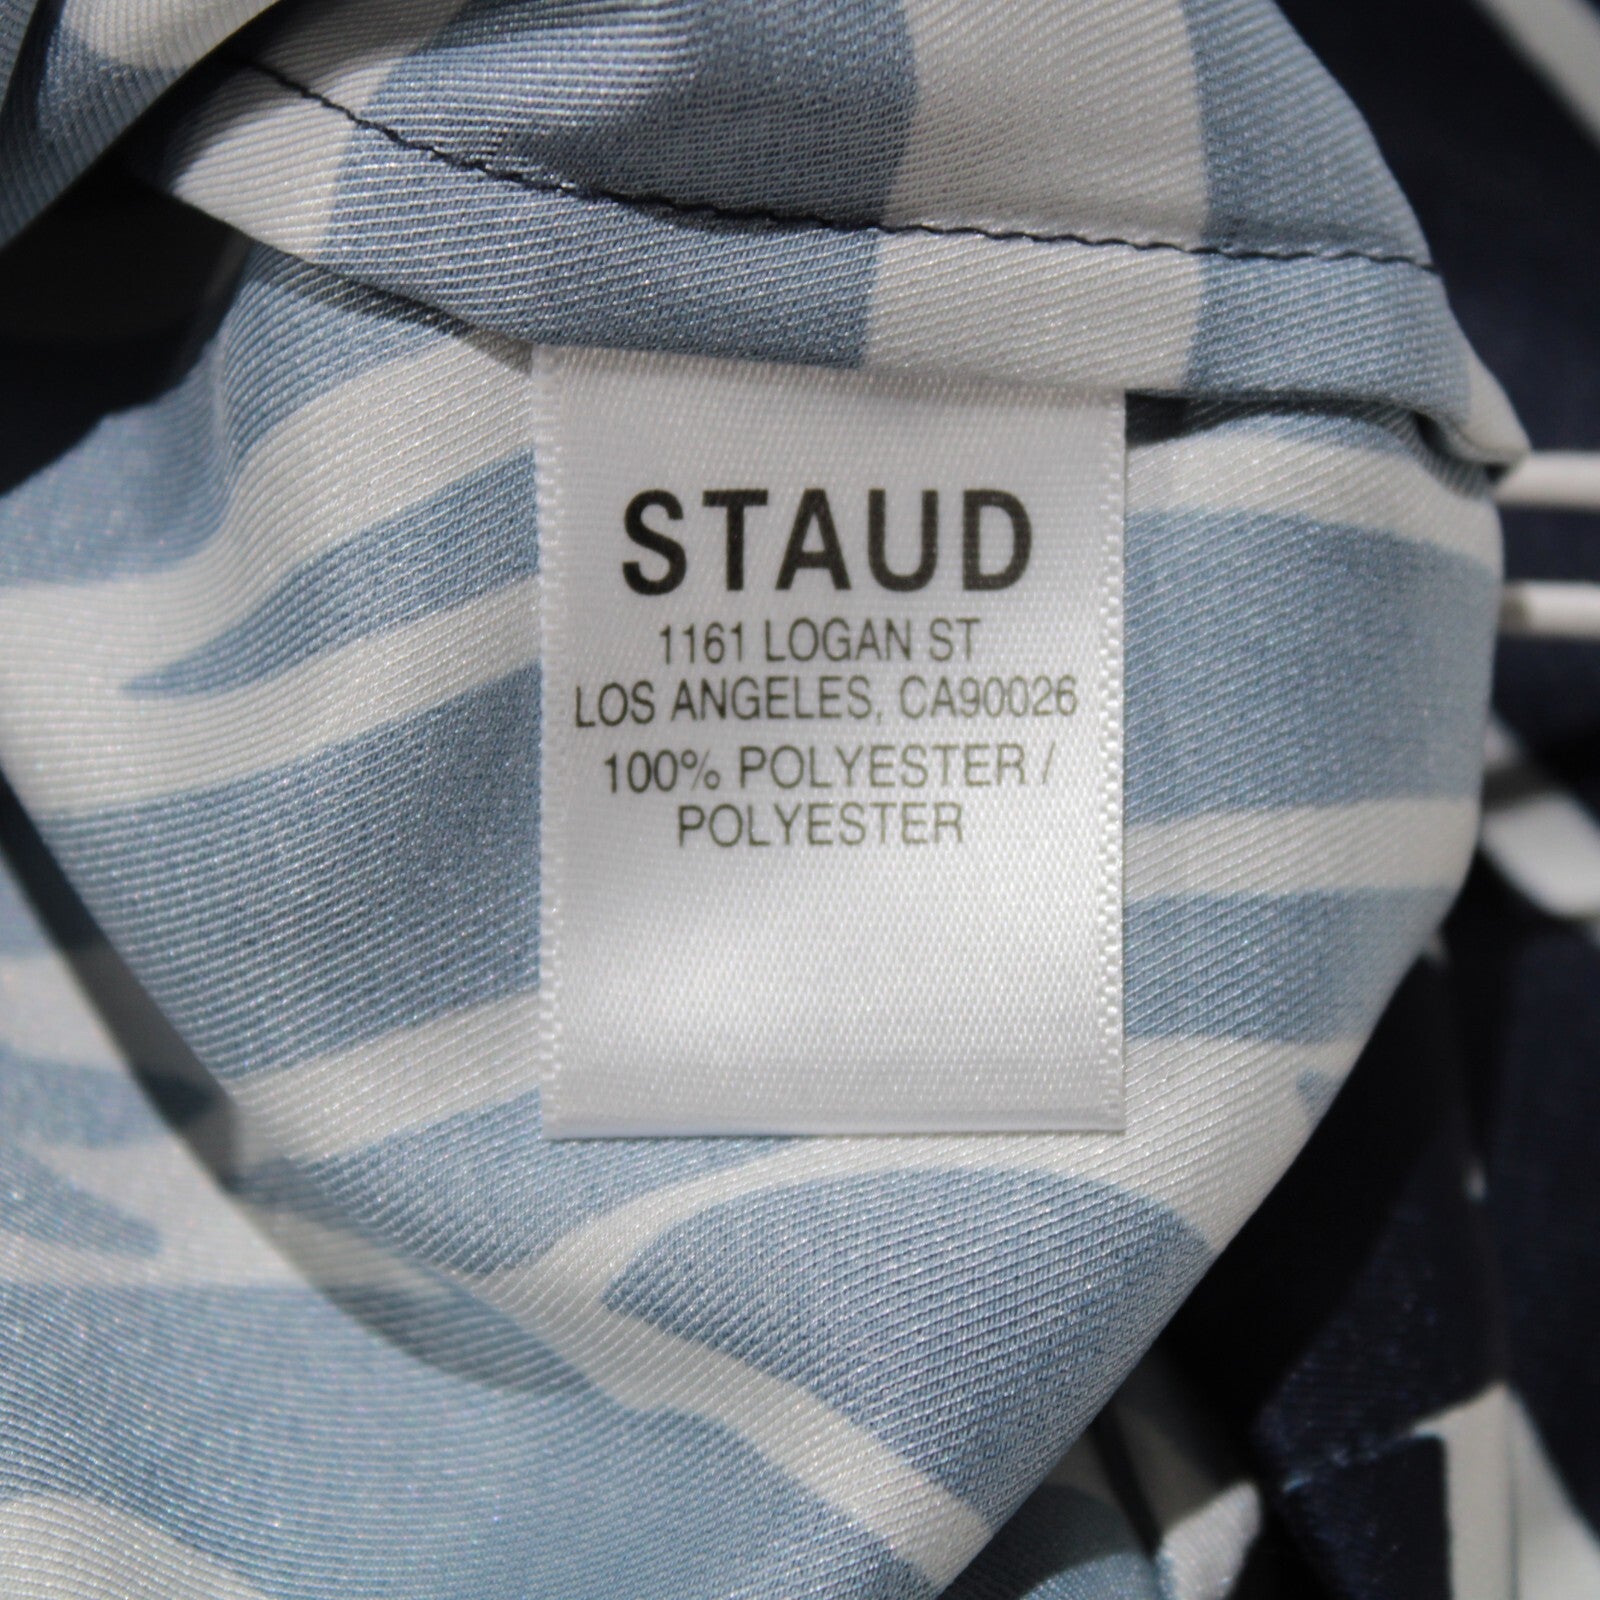 STAUD
1161 LOGAN ST
LOS ANGELES, CA90026
100% POLYESTER /
POLYESTER